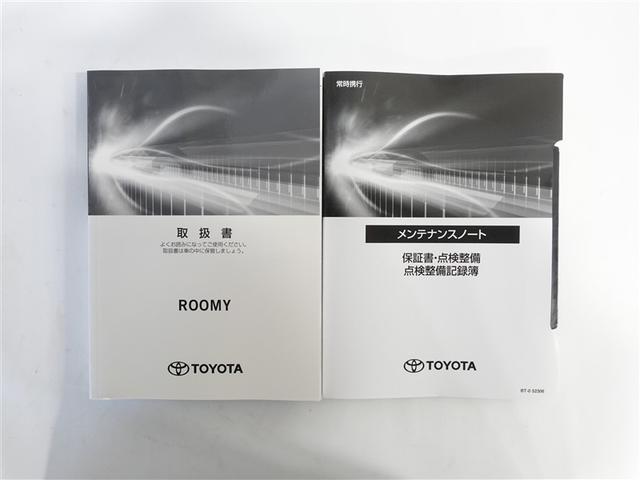 取扱書
よくお読みになってご使用ください。
取扱書は車の中に保管しましょう。
ROOMY
TOYOTA
常時携行
メンテナンスノート
保証書・点検整備
点検整備記録簿
TOYOTA